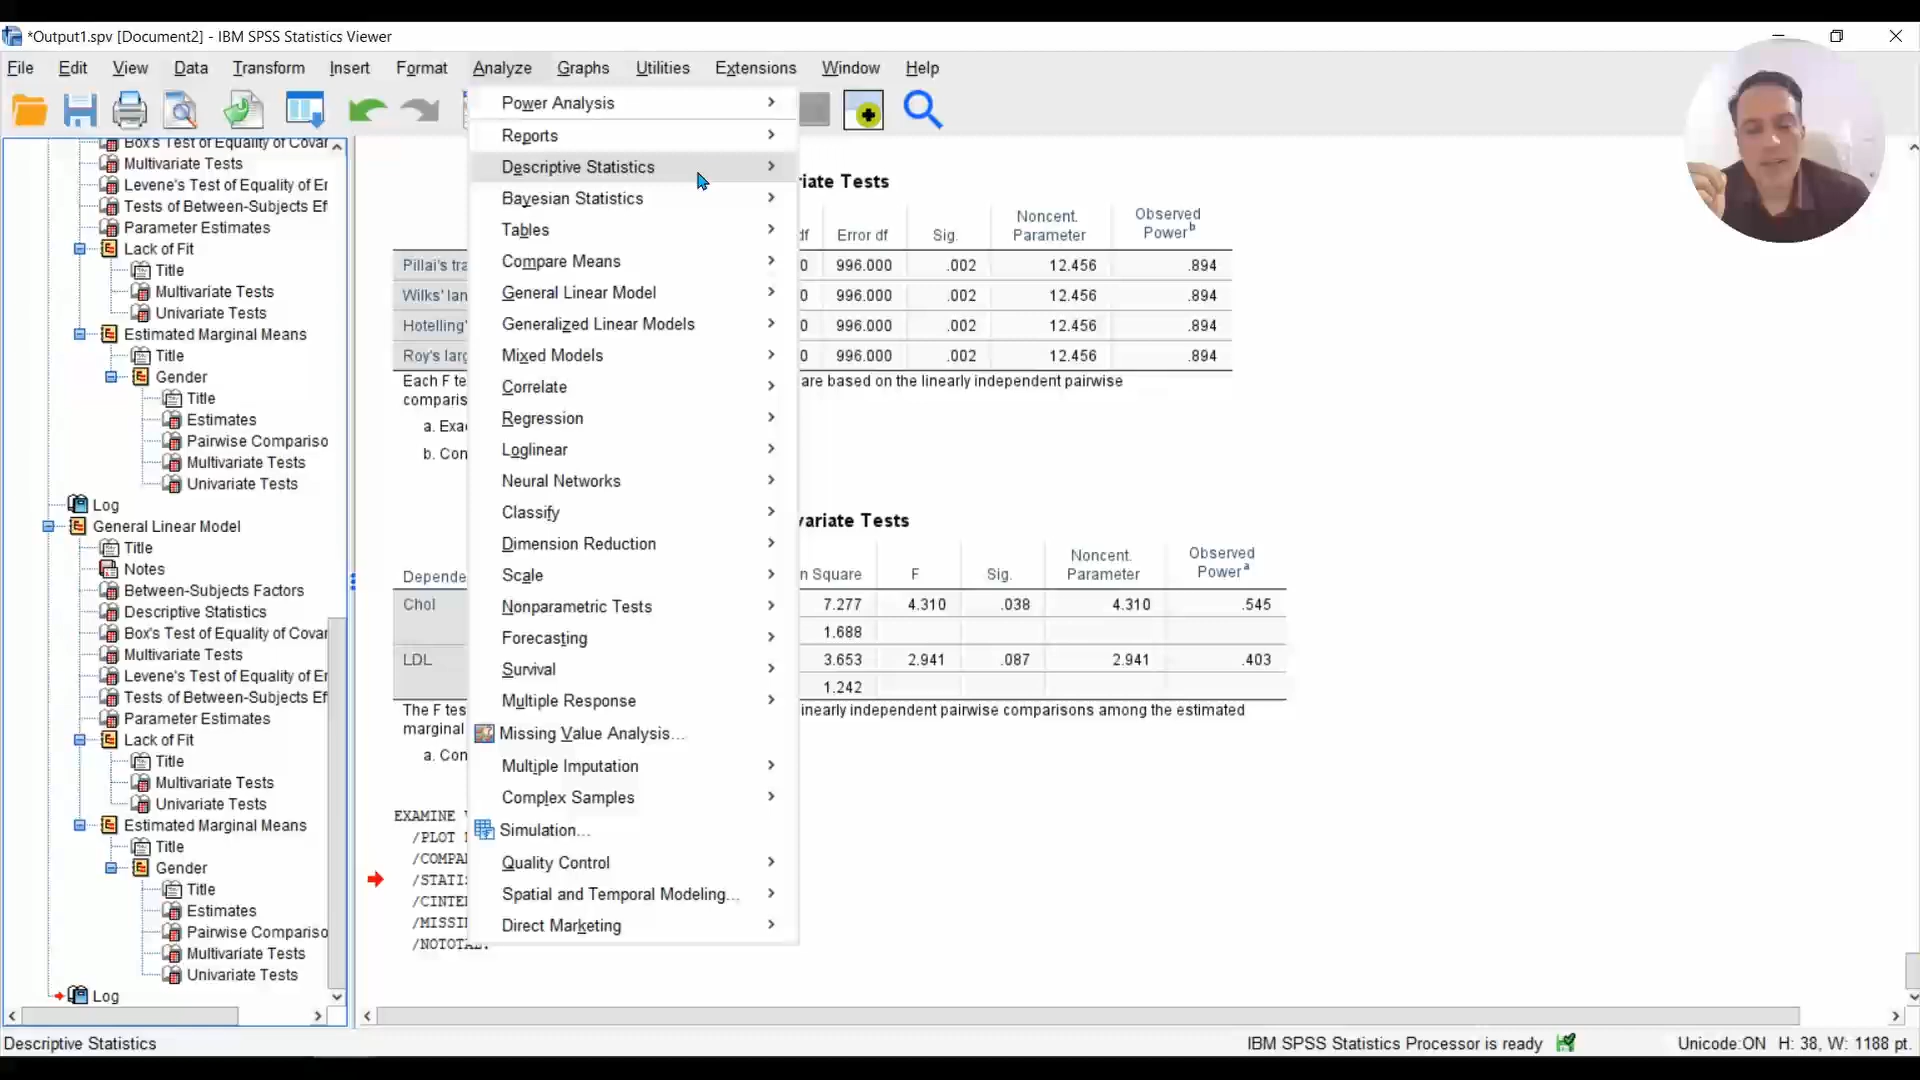 *Output1.spv [Document2] - IBM SPSS Statistics Viewer
File Edit View Data Transform Insert Format Analyze Graphs Utilities Extensions Window Help
Box's Test of Equality of Covar
Multivariate Tests
Levene's Test of Equality of Er
Tests of Between-Subjects Ef
Parameter Estimates
Lack of Fit
Title
Multivariate Tests
Univariate Tests
Estimated Marginal Means
Title
Gender
Title
Estimates
Pairwise Compariso
Multivariate Tests
Univariate Tests
Log
General Linear Model
Title
Notes
Between-Subjects Factors
Descriptive Statistics
Box's Test of Equality of Covar
Multivariate Tests
Levene's Test of Equality of Er
Tests of Between-Subjects Ef
Parameter Estimates
Lack of Fit
Title
Multivariate Tests
Univariate Tests
Estimated Marginal Means
Title
Gender
Title
Estimates
Pairwise Compariso
Multivariate Tests
Univariate Tests
Log
Power Analysis
Reports
Descriptive Statistics
Bayesian Statistics
Tables
Compare Means
General Linear Model
Generalized Linear Models
Mixed Models
Correlate
Regression
Loglinear
Neural Networks
Classify
Dimension Reduction
Scale
Nonparametric Tests
Forecasting
Survival
Multiple Response
Missing Value Analysis...
Multiple Imputation
Complex Samples
Simulation...
Quality Control
Spatial and Temporal Modeling...
Direct Marketing
riate Tests
df Error df Sig. Noncent. Parameter Observed Power b
Pillai's tra 0 996.000 .002 12.456 .894
Wilks' lan 0 996.000 .002 12.456 .894
Hotelling' 0 996.000 .002 12.456 .894
Roy's larg 0 996.000 .002 12.456 .894
Each F te are based on the linearly independent pairwise
comparis
a. Exa
b. Con
variate Tests
Depende n Square F Sig. Noncent. Parameter Observed Power a
Chol 7.277 4.310 .038 4.310 .545
1.688
LDL 3.653 2.941 .087 2.941 .403
1.242
The F tes inearly independent pairwise comparisons among the estimated
marginal
a. Con
EXAMINE
/PLOT
/COMPA
/STATIS
/CINTE
/MISSI
/NOTOTAL.
Descriptive Statistics IBM SPSS Statistics Processor is ready Unicode:ON H: 38, W: 1188 pt.